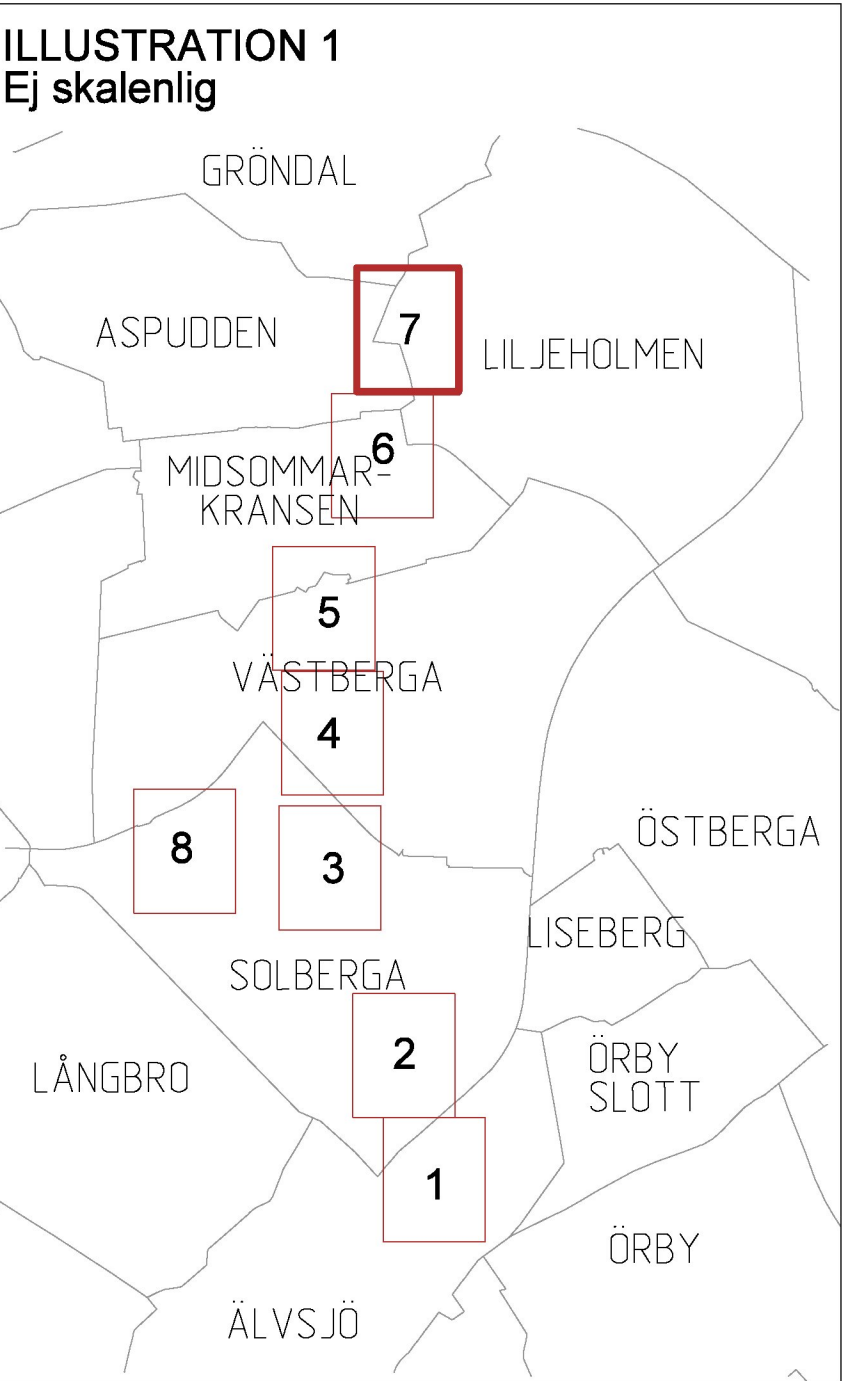 ILLUSTRATION 1
Ej skalenlig
GRÖNDAL
ASPUDDEN
7
LILJEHOLMEN
6
MIDSOMMAR-
KRANSEN
5
VÄSTBERGA
4
8
3
ÖSTBERGA
LISEBERG
SOLBERGA
2
LÅNGBRO
ÖRBY
SLOTT
1
ÖRBY
ÄLVSJÖ